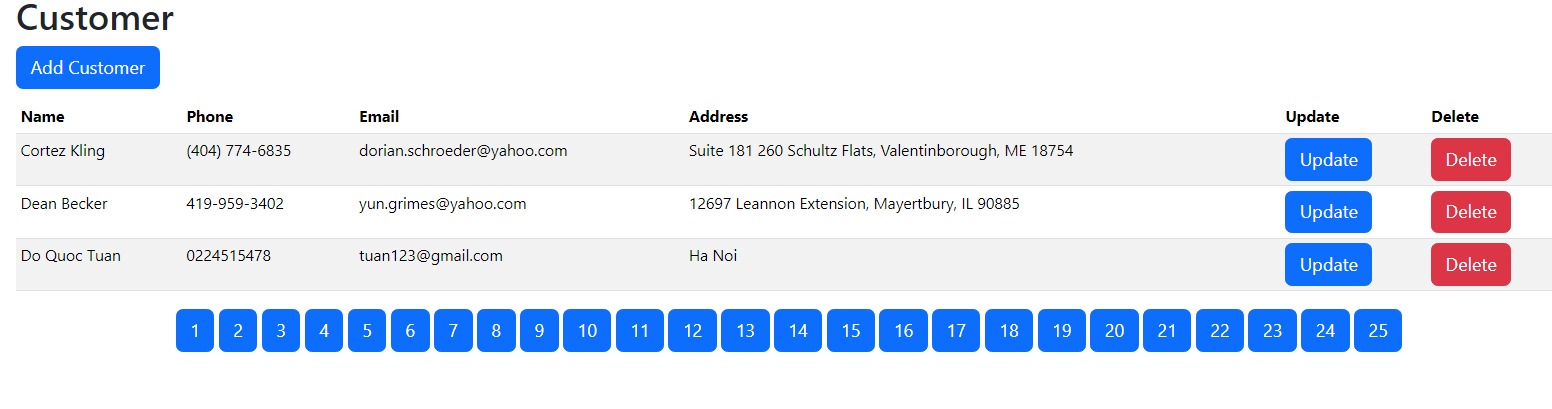 Customer
Add Customer
Name Phone Email Address Update Delete
Cortez Kling (404) 774-6835 dorian.schroeder@yahoo.com Suite 181 260 Schultz Flats, Valentinborough, ME 18754 Update Delete
Dean Becker 419-959-3402 yun.grimes@yahoo.com 12697 Leannon Extension, Mayertbury, IL 90885 Update Delete
Do Quoc Tuan 0224515478 tuan123@gmail.com Ha Noi Update Delete
1 2 3 4 5 6 7 8 9 10 11 12 13 14 15 16 17 18 19 20 21 22 23 24 25